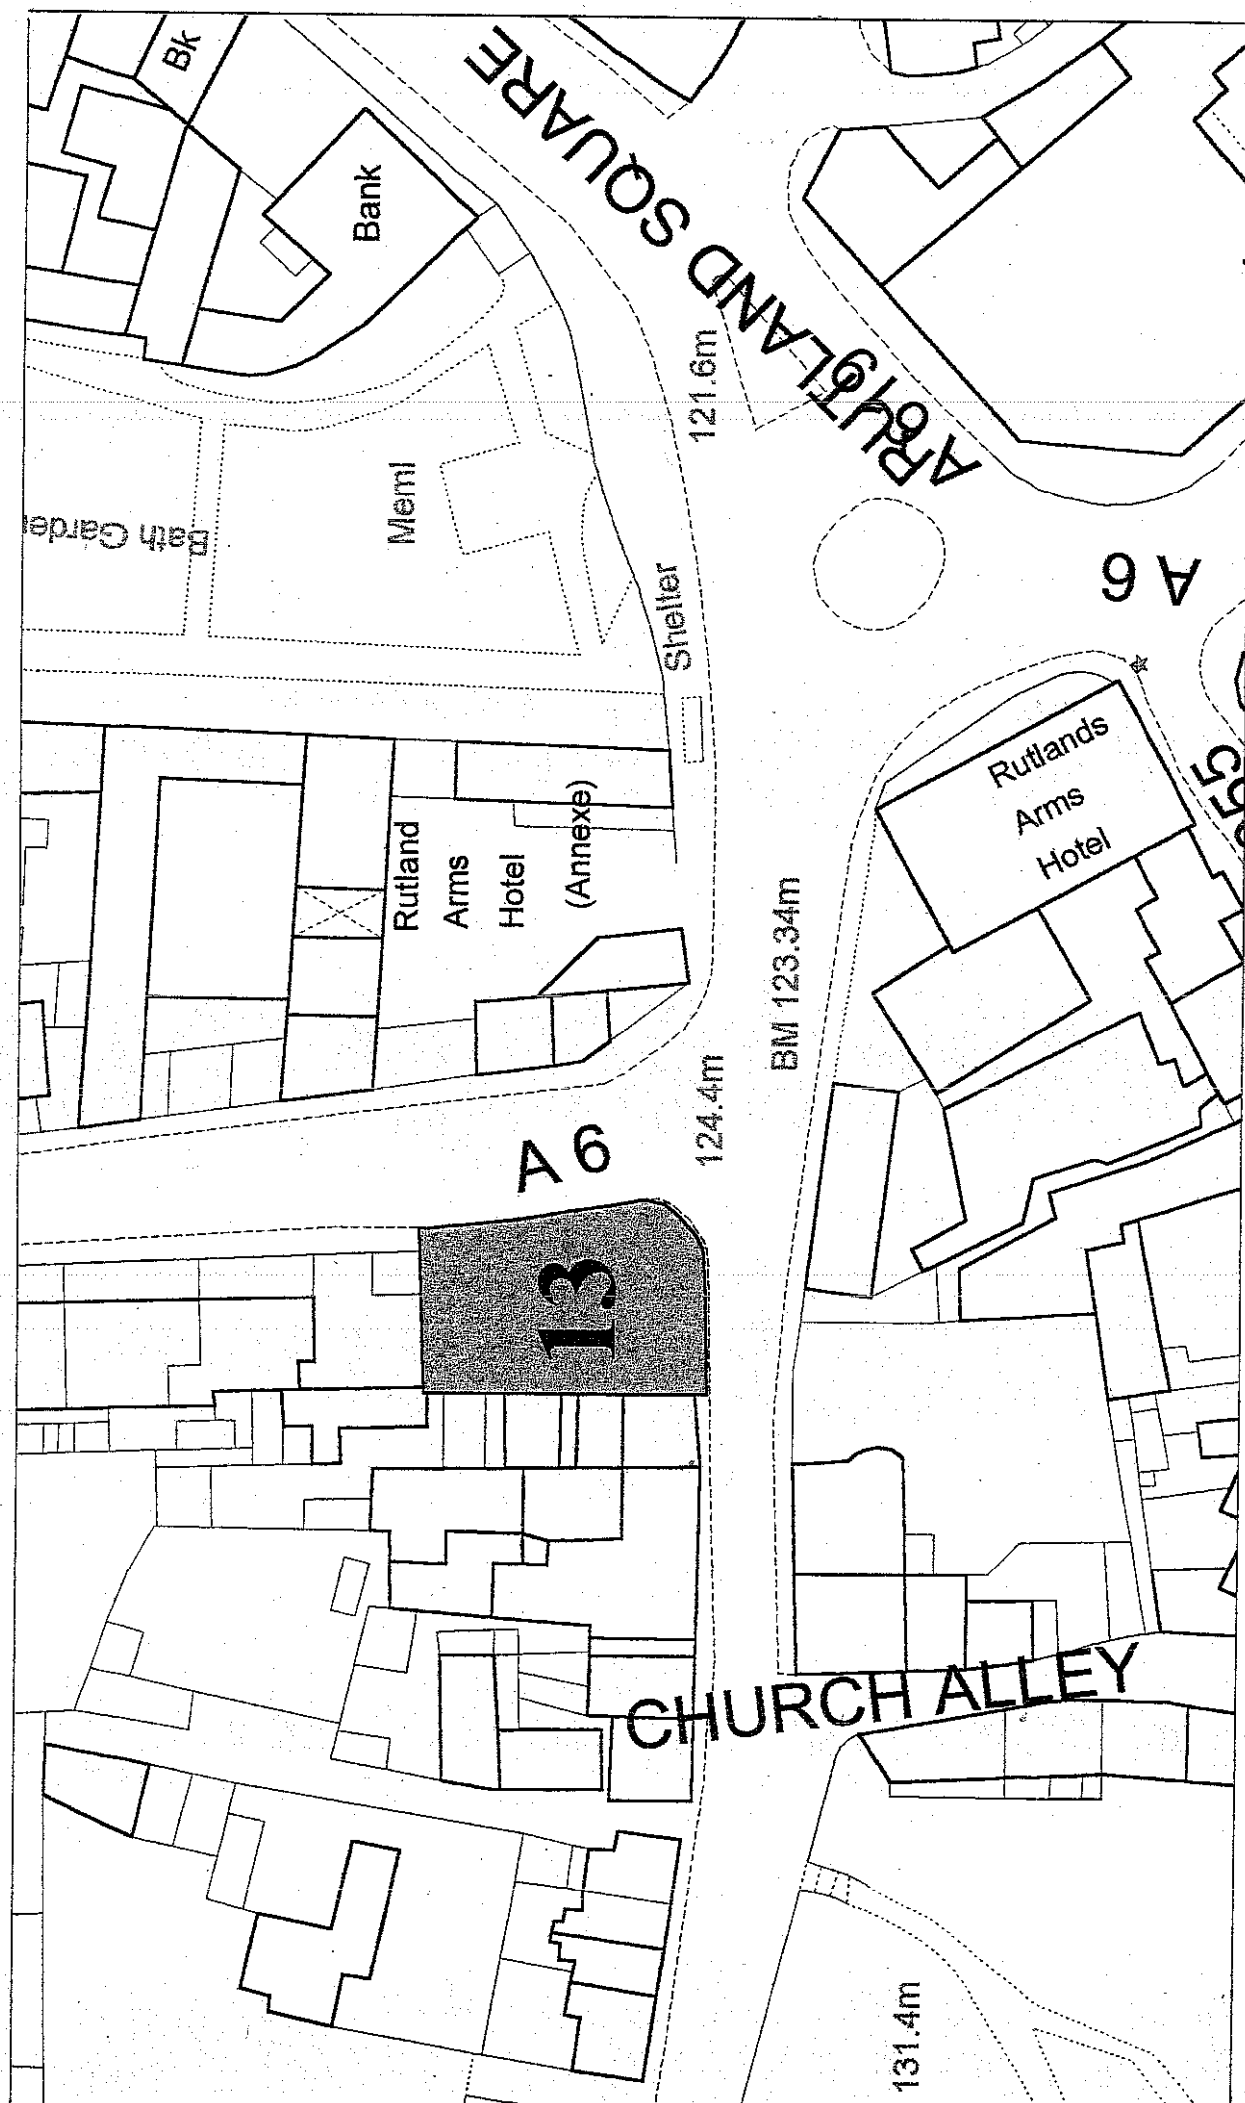 Bk
Bank
RUTLAND SQUARE
A 619
121.6m
Meml
Bath Garde
Shelter
A 6
Rutlands
Arms
Hotel
Rutland
Arms
Hotel
(Annexe)
BM 123.34m
124.4m
A 6
13
CHURCH ALLEY
131.4m